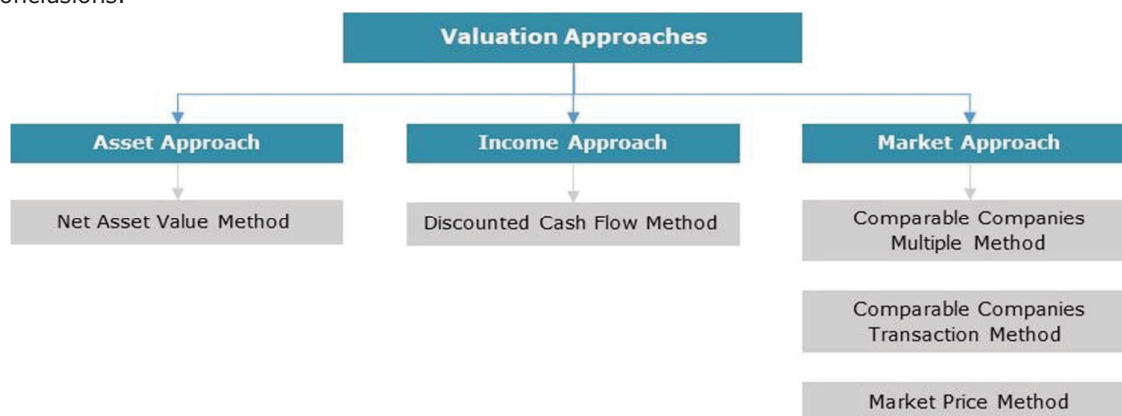 onclusions.
Valuation Approaches
Asset Approach
Income Approach
Market Approach
Net Asset Value Method
Discounted Cash Flow Method
Comparable Companies
Multiple Method
Comparable Companies
Transaction Method
Market Price Method